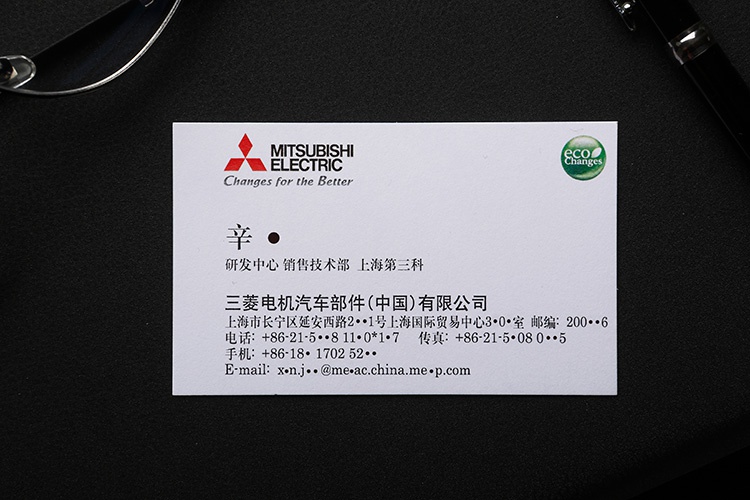 MITSUBISHI
ELECTRIC
Changes for the Better
eco
Changes
辛 ●
研发中心 销售技术部 上海第三科
三菱电机汽车部件(中国)有限公司
上海市长宁区延安西路2••1号上海国际贸易中心3•0•室 邮编: 200••6
电话: +86-21-5••8 11•0*1•7 传真: +86-21-5•08 0••5
手机: +86-18• 1702 52••
E-mail: x•n.j•• @me•ac.china.me•p.com